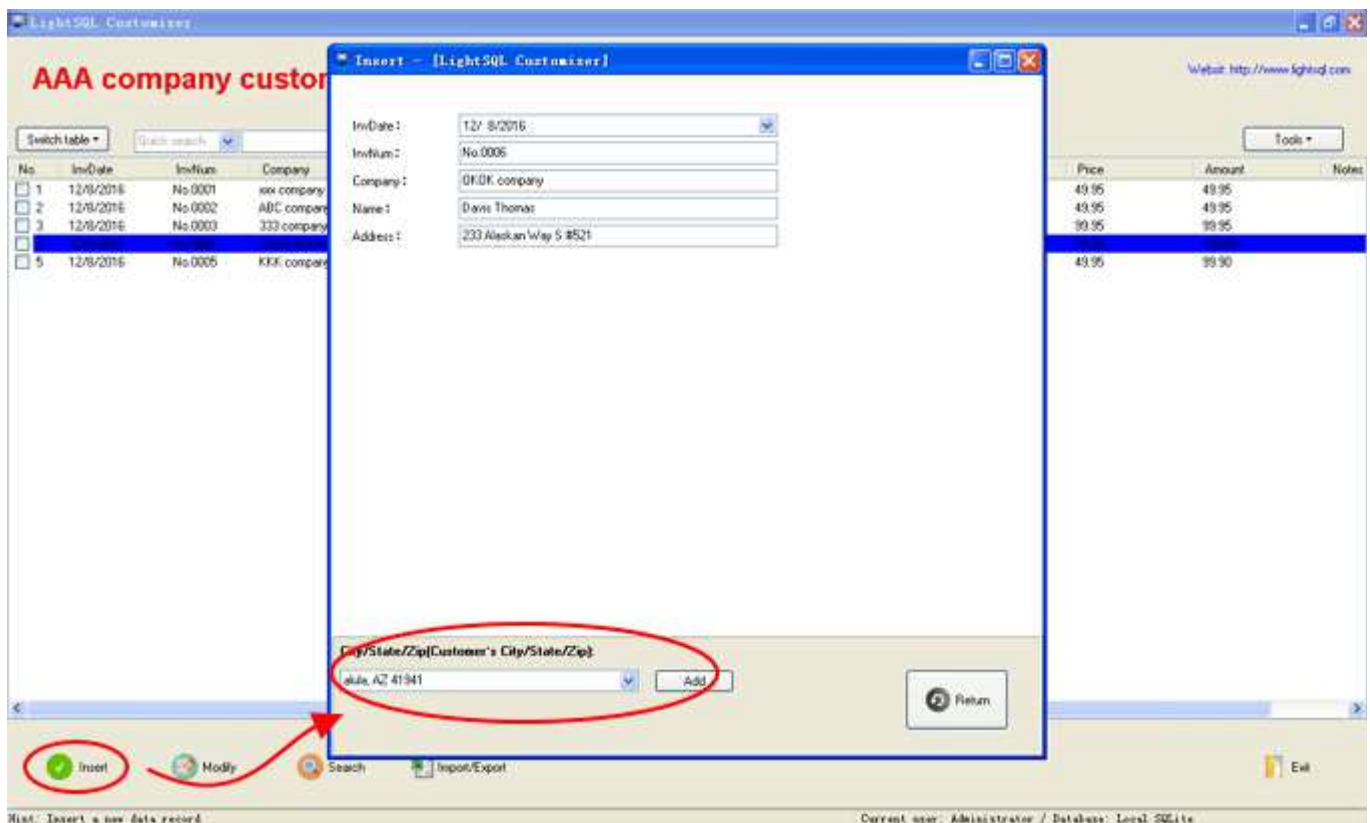 LightSQL Customizer
AAA company custom
Website: http://www.lightsql.com
Switch table
Quick search
Tools
No. InvDate InvNum Company Price Amount Notes
1 12/8/2016 No.0001 xxx company 49.95 49.95
2 12/8/2016 No.0002 ABC company 49.95 49.95
3 12/8/2016 No.0003 333 company 99.95 99.95
5 12/8/2016 No.0005 KKK company 49.95 99.90
Insert - [LightSQL Customizer]
InvDate: 12/ 8/2016
InvNum: No.0006
Company: OKOK company
Name: Davis Thomas
Address: 233 Alaskan Way S #521
City/State/Zip(Customer's City/State/Zip):
akula, AZ 41941
Add
Return
Insert
Modify
Search
Import/Export
Exit
Hint: Insert a new data record
Current user: Administrator / Database: Local SQLite